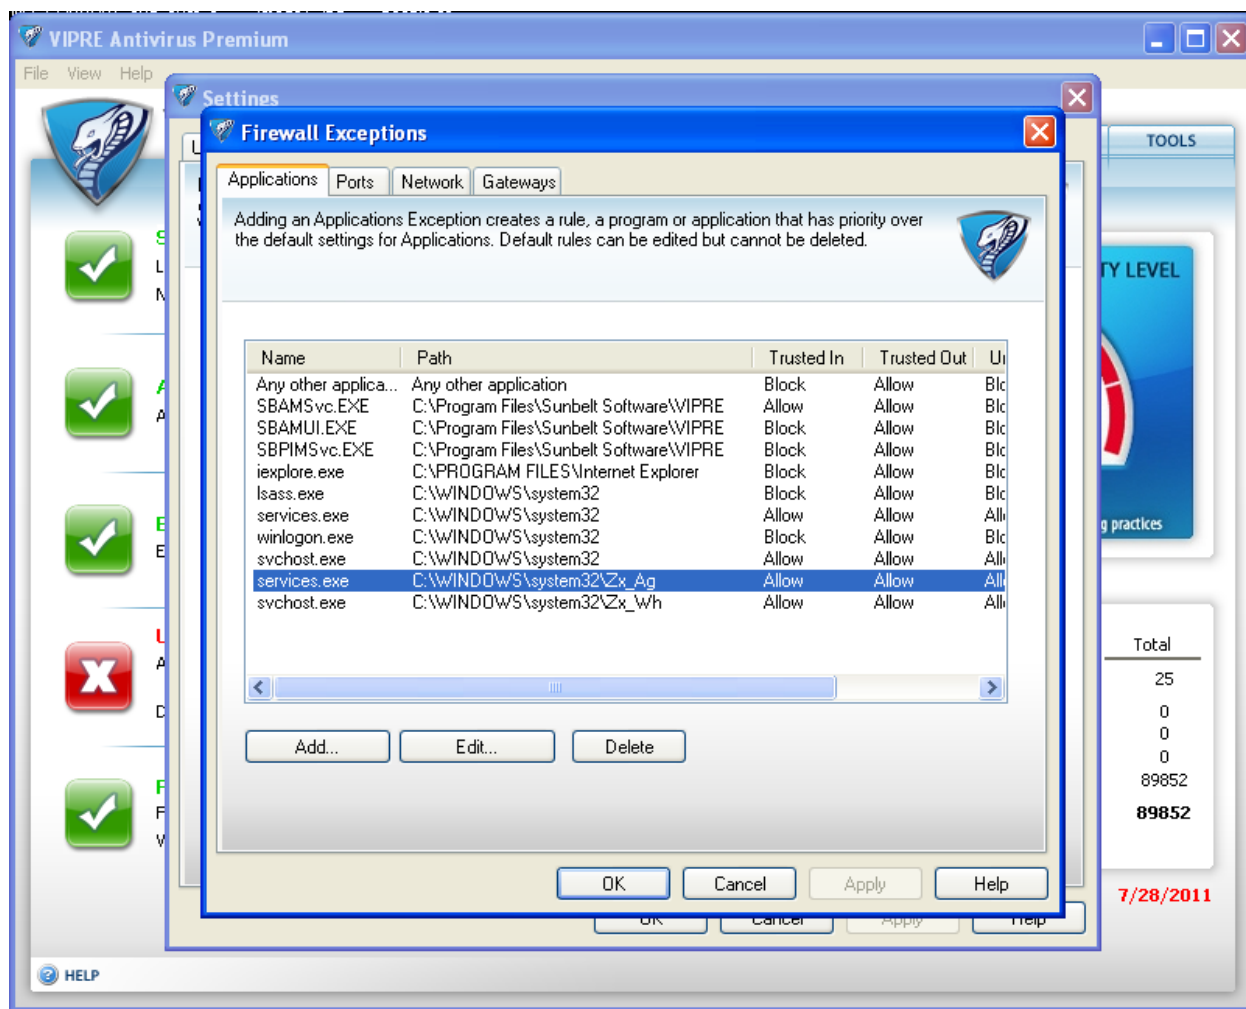 VIPRE Antivirus Premium
File View Help
Settings
Firewall Exceptions
TOOLS
Applications Ports Network Gateways
Adding an Applications Exception creates a rule, a program or application that has priority over
the default settings for Applications. Default rules can be edited but cannot be deleted.
TY LEVEL
Name Path Trusted In Trusted Out
Any other applica... Any other application Block Allow
SBAMSvc.EXE C:\Program Files\Sunbelt Software\VIPRE Allow Allow
SBAMUI.EXE C:\Program Files\Sunbelt Software\VIPRE Block Allow
SBPIMSvc.EXE C:\Program Files\Sunbelt Software\VIPRE Block Allow
iexplore.exe C:\PROGRAM FILES\Internet Explorer Block Allow
lsass.exe C:\WINDOWS\system32 Block Allow
services.exe C:\WINDOWS\system32 Allow Allow
winlogon.exe C:\WINDOWS\system32 Block Allow
svchost.exe C:\WINDOWS\system32 Allow Allow
services.exe C:\WINDOWS\system32\Zx_Ag Allow Allow
svchost.exe C:\WINDOWS\system32\Zx_Wh Allow Allow
g practices
Total
25
0
0
0
89852
89852
Add... Edit... Delete
OK Cancel Apply Help
7/28/2011
OK Cancel Apply Help
HELP